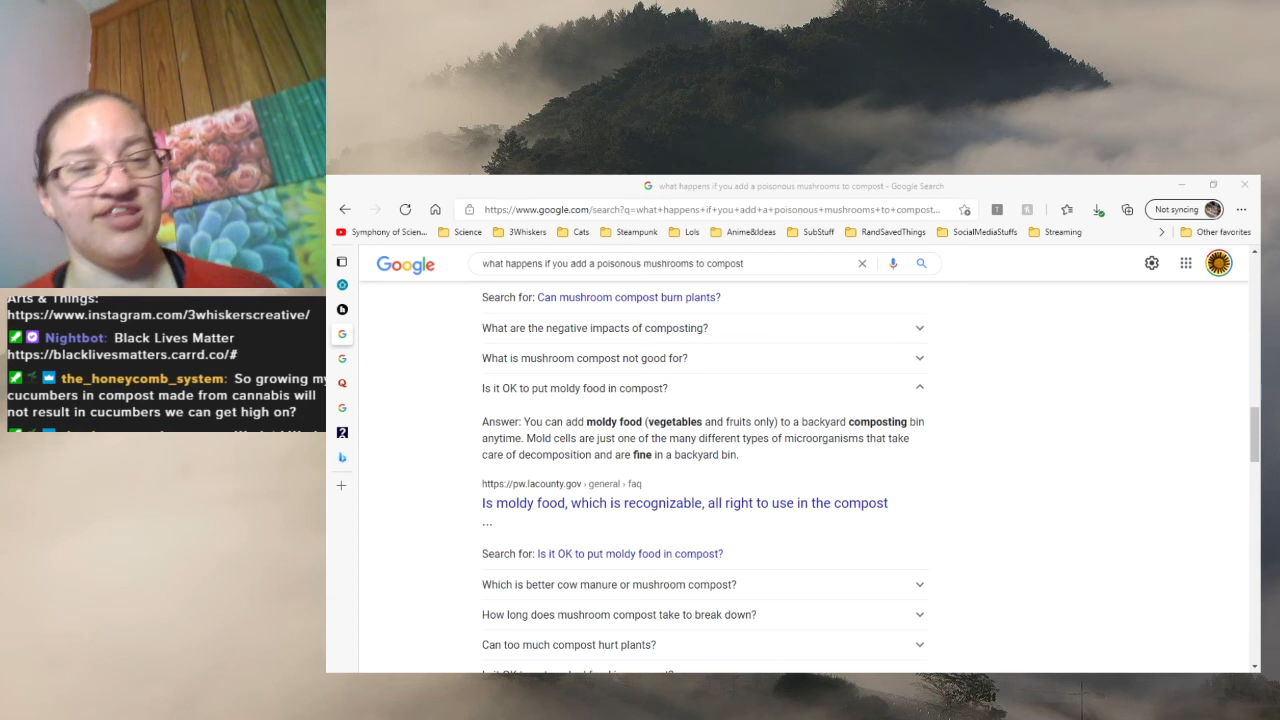 Arts & Things:
https://www.instagram.com/3whiskerscreative/
Nightbot: Black Lives Matter
https://blacklivesmatters.carrd.co/#
the_honeycomb_system: So growing my
cucumbers in compost made from cannabis will
not result in cucumbers we can get high on?
what happens if you add a poisonous mushrooms to compost - Google Search
https://www.google.com/search?q=what+happens+if+you+add+a+poisonous+mushrooms+to+compost...
Not syncing
Symphony of Scien... Science 3Whiskers Cats Steampunk Lols Anime&Ideas SubStuff RandSavedThings SocialMediaStuffs Streaming Other favorites
Google
what happens if you add a poisonous mushrooms to compost
Search for: Can mushroom compost burn plants?
What are the negative impacts of composting?
What is mushroom compost not good for?
Is it OK to put moldy food in compost?
Answer: You can add moldy food (vegetables and fruits only) to a backyard composting bin
anytime. Mold cells are just one of the many different types of microorganisms that take
care of decomposition and are fine in a backyard bin.
https://pw.lacounty.gov › general › faq
Is moldy food, which is recognizable, all right to use in the compost
...
Search for: Is it OK to put moldy food in compost?
Which is better cow manure or mushroom compost?
How long does mushroom compost take to break down?
Can too much compost hurt plants?